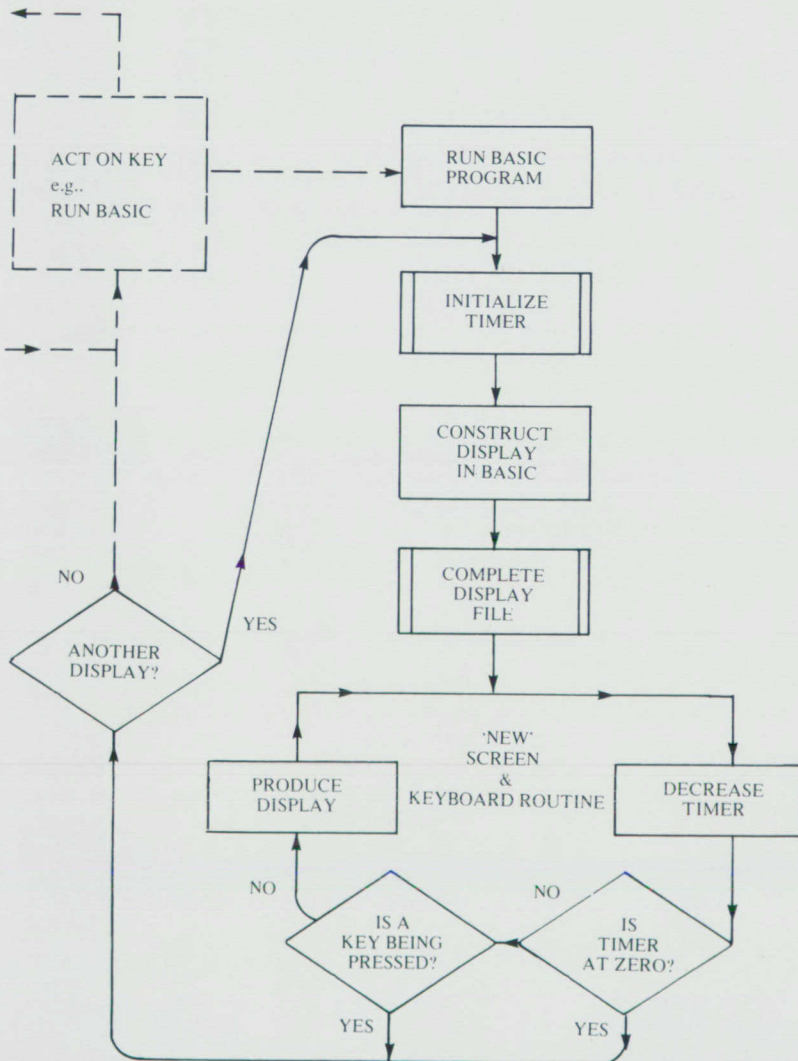 ACT ON KEY
e.g..
RUN BASIC
RUN BASIC
PROGRAM
INITIALIZE
TIMER
CONSTRUCT
DISPLAY
IN BASIC
COMPLETE
DISPLAY
FILE
NO
YES
ANOTHER
DISPLAY?
'NEW'
SCREEN
&
KEYBOARD ROUTINE
PRODUCE
DISPLAY
DECREASE
TIMER
NO
NO
IS A
KEY BEING
PRESSED?
IS
TIMER
AT ZERO?
YES
YES